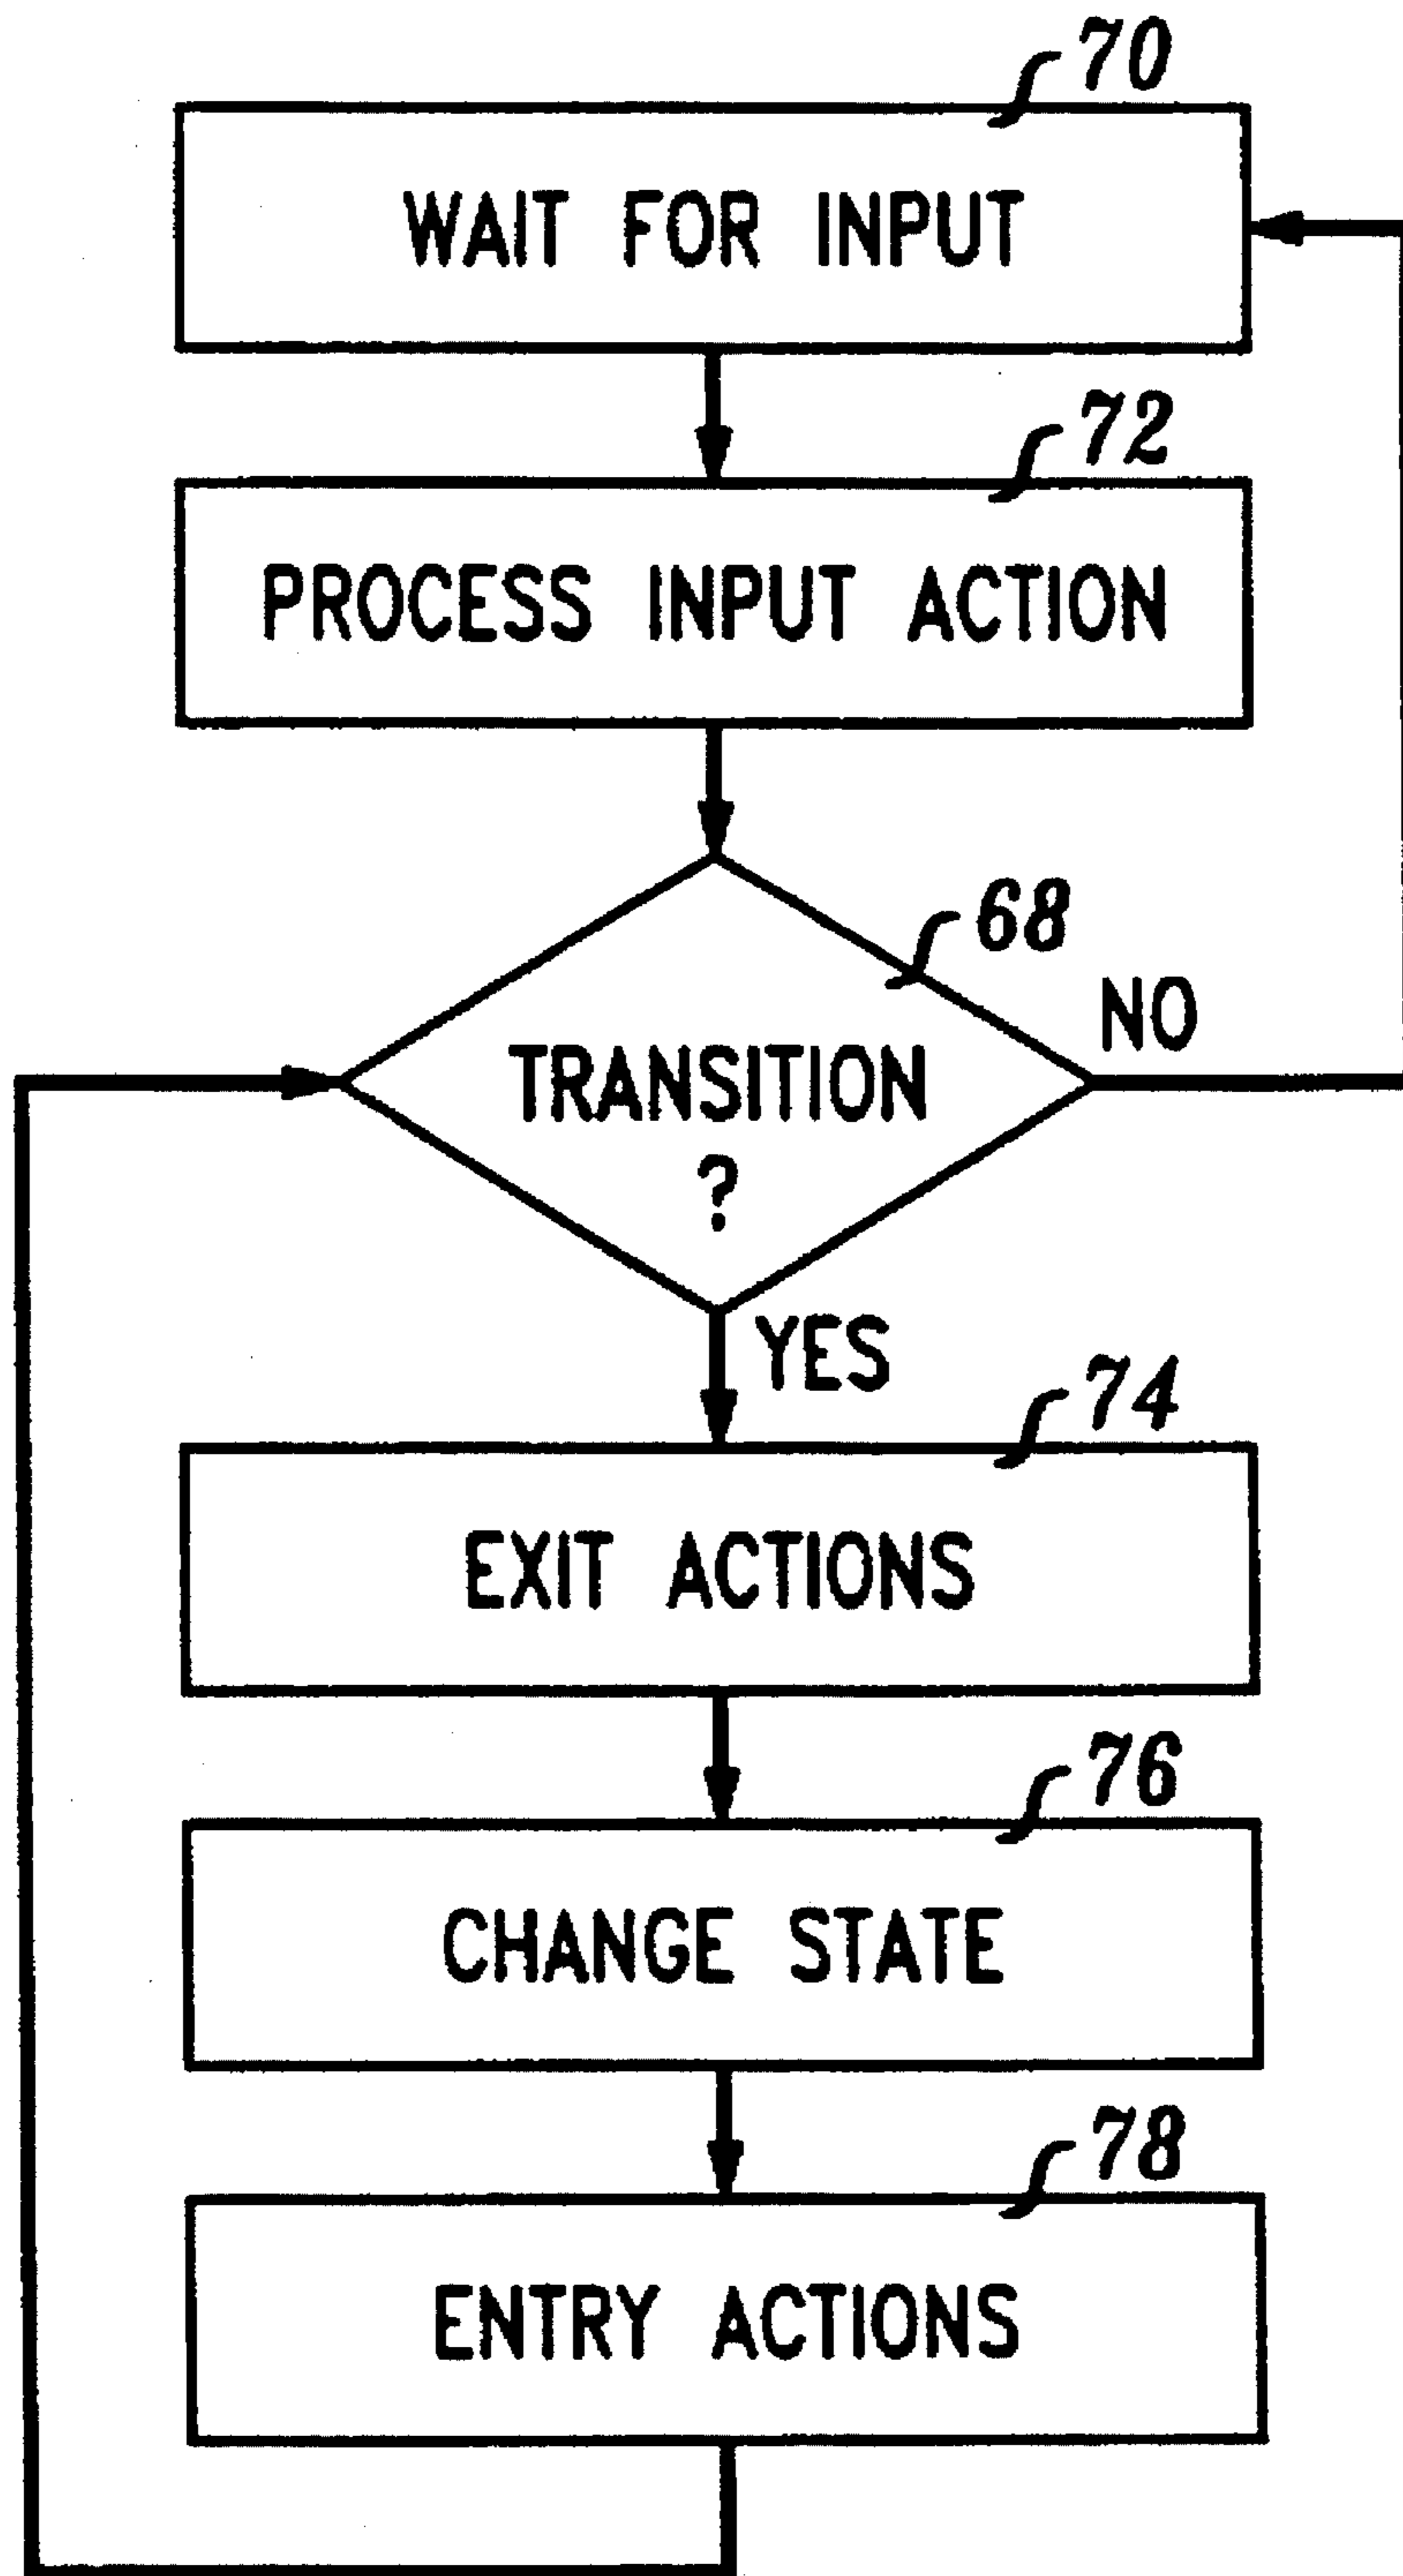 70
WAIT FOR INPUT
72
PROCESS INPUT ACTION
68
NO
TRANSITION
?
YES
74
EXIT ACTIONS
76
CHANGE STATE
78
ENTRY ACTIONS